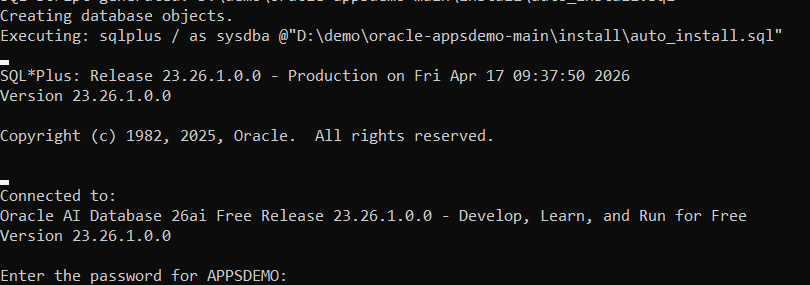 Creating database objects.
Executing: sqlplus / as sysdba @"D:\demo\oracle-appsdemo-main\install\auto_install.sql"
SQL*Plus: Release 23.26.1.0.0 - Production on Fri Apr 17 09:37:50 2026
Version 23.26.1.0.0
Copyright (c) 1982, 2025, Oracle.  All rights reserved.
Connected to:
Oracle AI Database 26ai Free Release 23.26.1.0.0 - Develop, Learn, and Run for Free
Version 23.26.1.0.0
Enter the password for APPSDEMO: